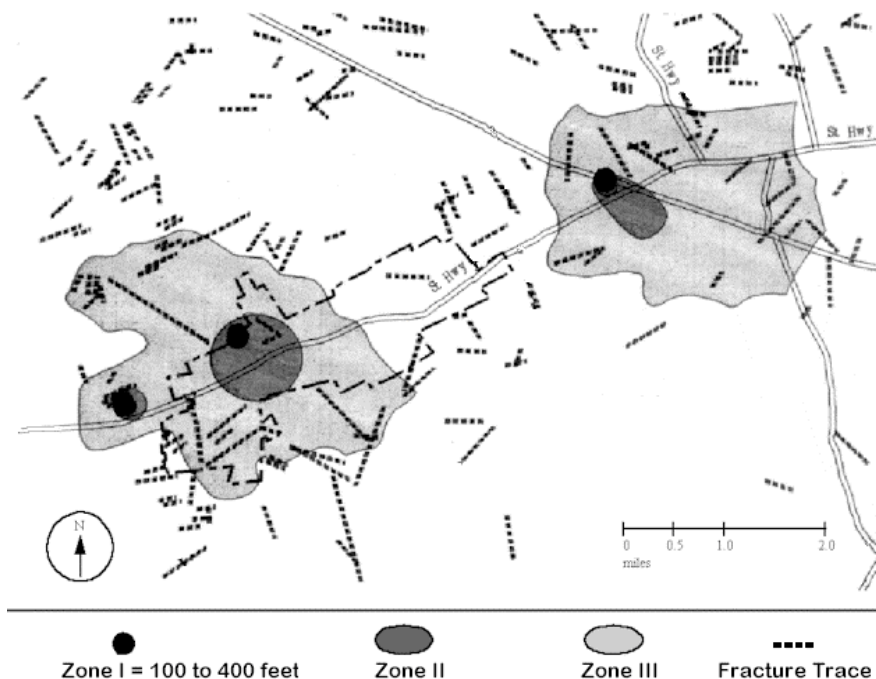 St. Hwy
St. Hwy
St. Hwy
N
0 0.5 1.0 2.0
miles
Zone I = 100 to 400 feet
Zone II
Zone III
Fracture Trace